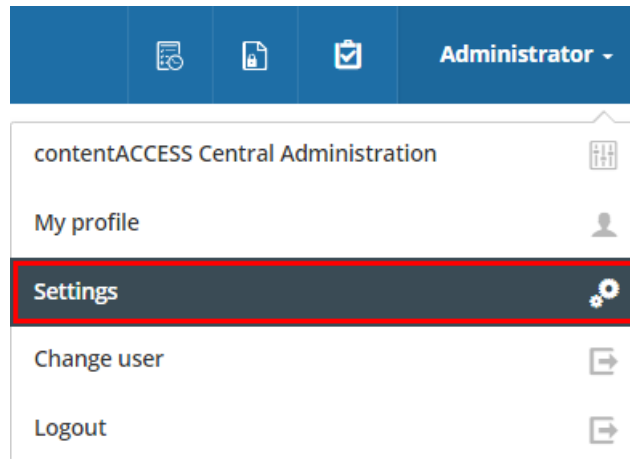 Administrator
contentACCESS Central Administration
My profile
Settings
Change user
Logout